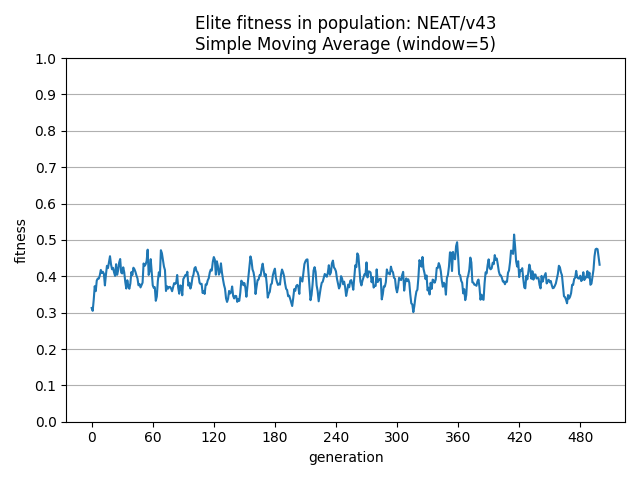 Elite fitness in population: NEAT/v43
Simple Moving Average (window=5)
1.0
0.9
0.8
0.7
0.6
0.5
0.4
0.3
0.2
0.1
0.0
fitness
0 60 120 180 240 300 360 420 480
generation